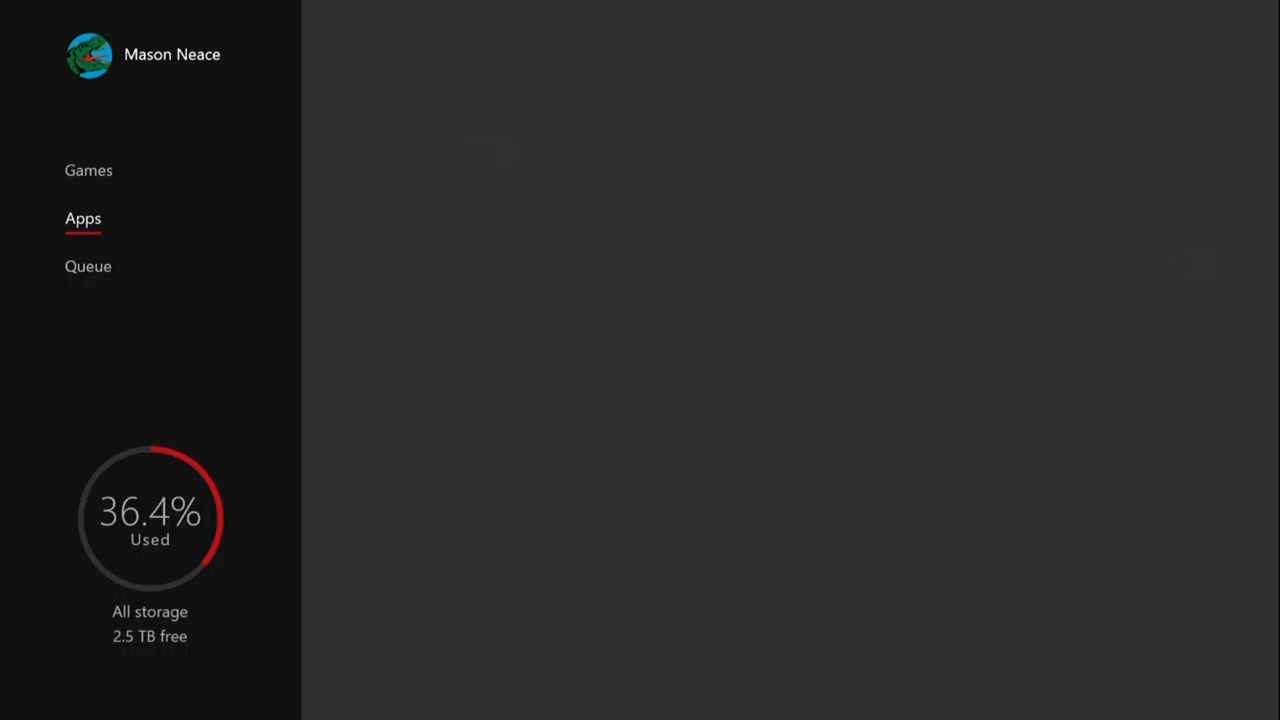 Mason Neace
Games
Apps
Queue
36.4%
Used
All storage
2.5 TB free